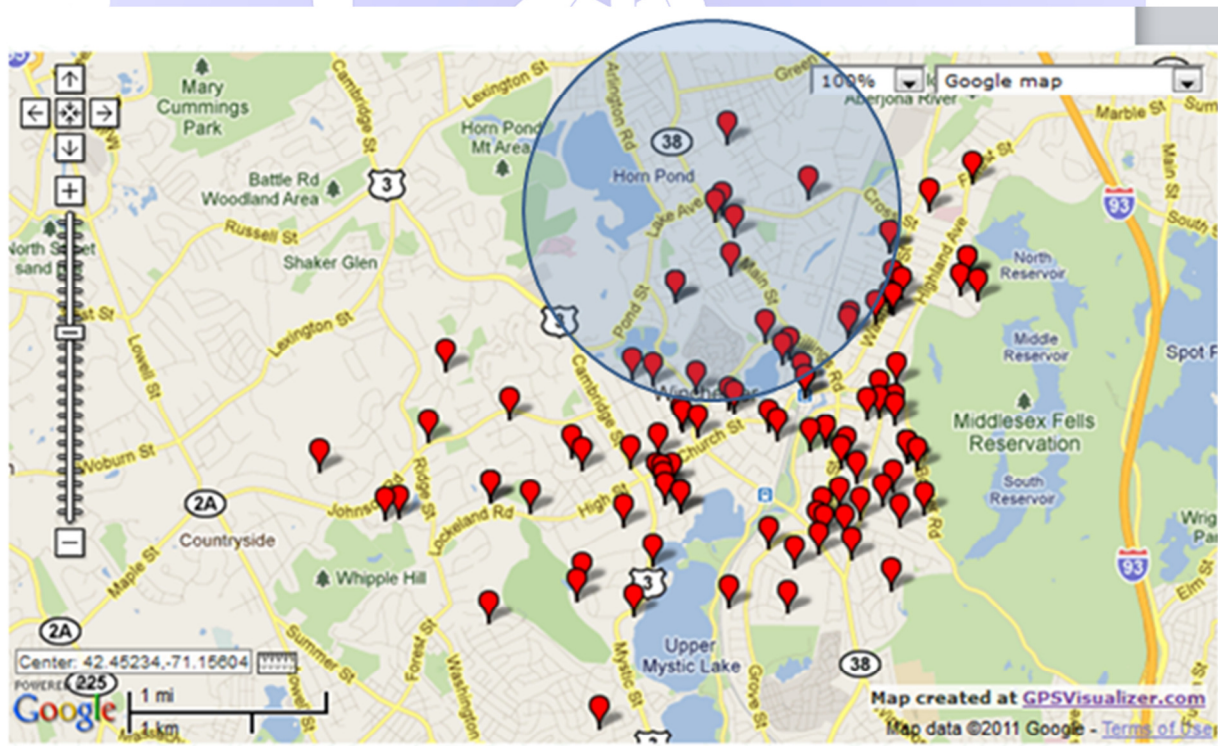 Mary
Cummings
Park
Cambridge St
Lexington St
Arlington Rd
Green
100%
Google map
Aberjona River
Marble St
Main St
Horn Pond
Mt Area
38
Horn Pond
3
Battle Rd
Woodland Area
Russell St
Shaker Glen
Lake Ave
Cross St
93
South
Highland Ave
North
Reservoir
Main St
Pond St
3
Lexington St
Lowell St
Middle
Reservoir
Spot P
Cambridge St
Church St
Middlesex Fells
Reservation
Woburn St
Ridge St
2A
Lockeland Rd
High St
South
Reservoir
Countryside
Maple St
Whipple Hill
3
93
Elm St
2A
Summer St
Forest St
Washington
Mystic St
Upper
Mystic Lake
Grove St
38
Center: 42.45234,-71.15604
POWERED
225
Google
1 mi
1 km
Map created at GPSVisualizer.com
Map data ©2011 Google - Terms of Use